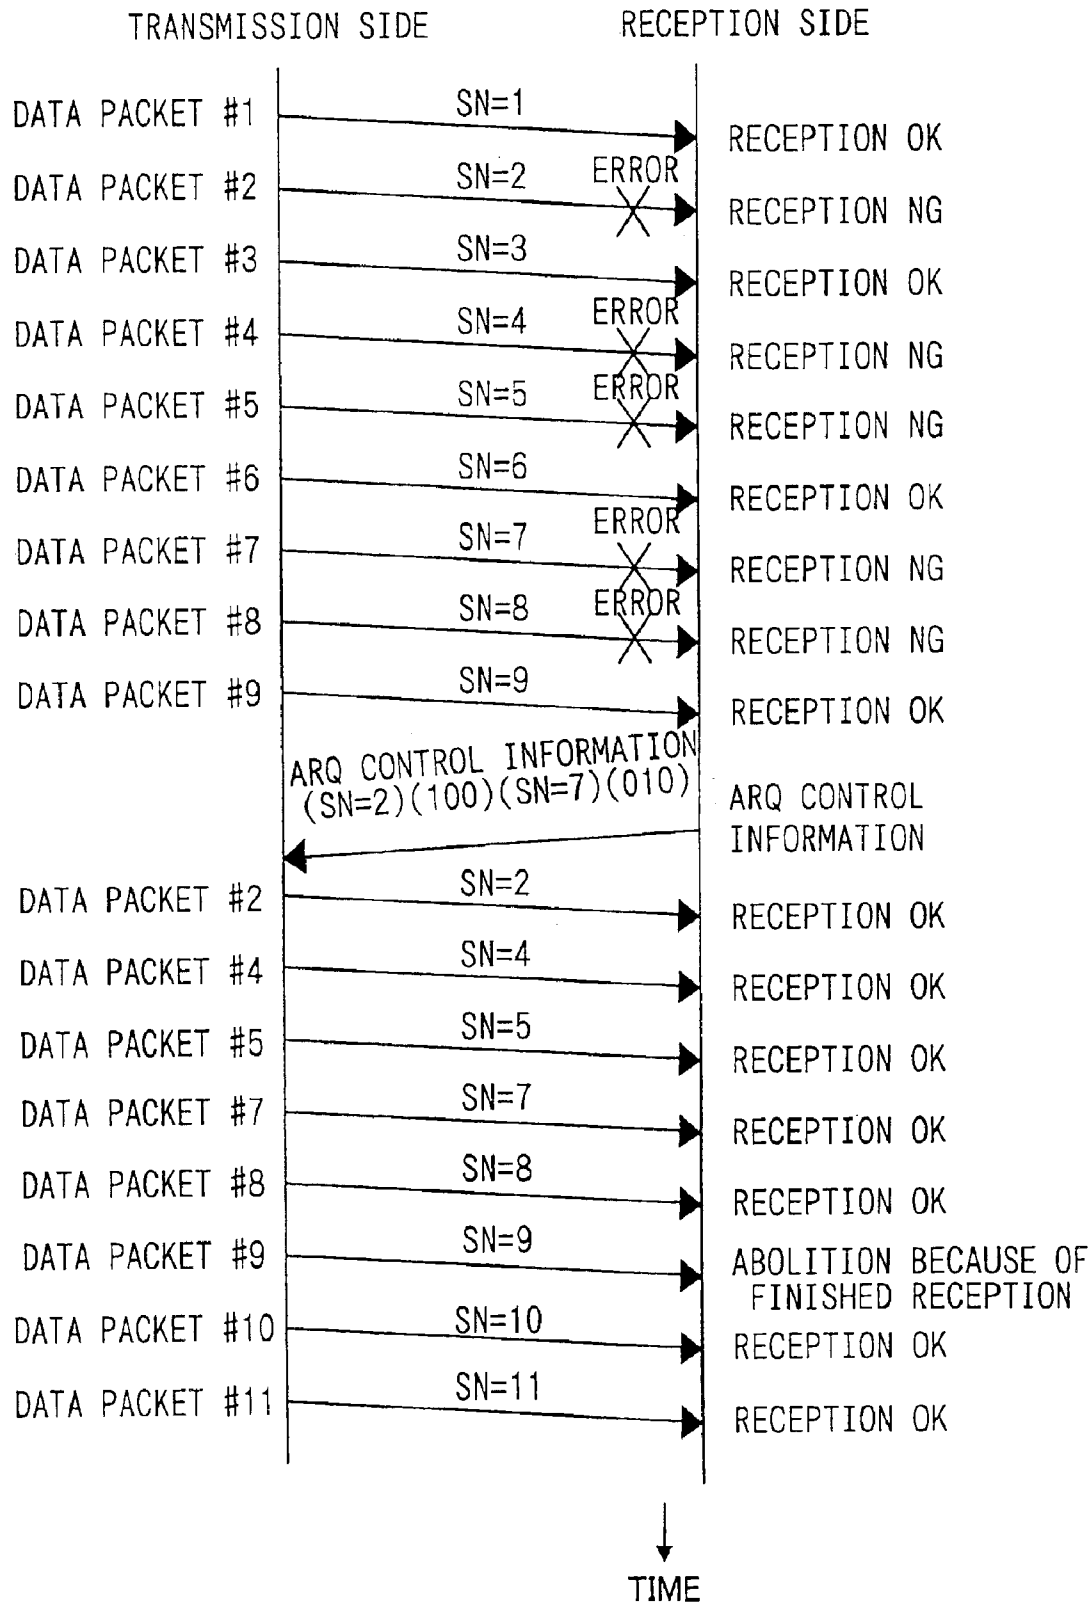 TRANSMISSION SIDE RECEPTION SIDE
DATA PACKET #1 SN=1 RECEPTION OK
DATA PACKET #2 SN=2 ERROR RECEPTION NG
DATA PACKET #3 SN=3 RECEPTION OK
DATA PACKET #4 SN=4 ERROR RECEPTION NG
DATA PACKET #5 SN=5 ERROR RECEPTION NG
DATA PACKET #6 SN=6 RECEPTION OK
DATA PACKET #7 SN=7 ERROR RECEPTION NG
DATA PACKET #8 SN=8 ERROR RECEPTION NG
DATA PACKET #9 SN=9 RECEPTION OK
ARQ CONTROL INFORMATION
(SN=2)(100)(SN=7)(010)
ARQ CONTROL
INFORMATION
DATA PACKET #2 SN=2 RECEPTION OK
DATA PACKET #4 SN=4 RECEPTION OK
DATA PACKET #5 SN=5 RECEPTION OK
DATA PACKET #7 SN=7 RECEPTION OK
DATA PACKET #8 SN=8 RECEPTION OK
DATA PACKET #9 SN=9 ABOLITION BECAUSE OF
FINISHED RECEPTION
DATA PACKET #10 SN=10 RECEPTION OK
DATA PACKET #11 SN=11 RECEPTION OK
TIME